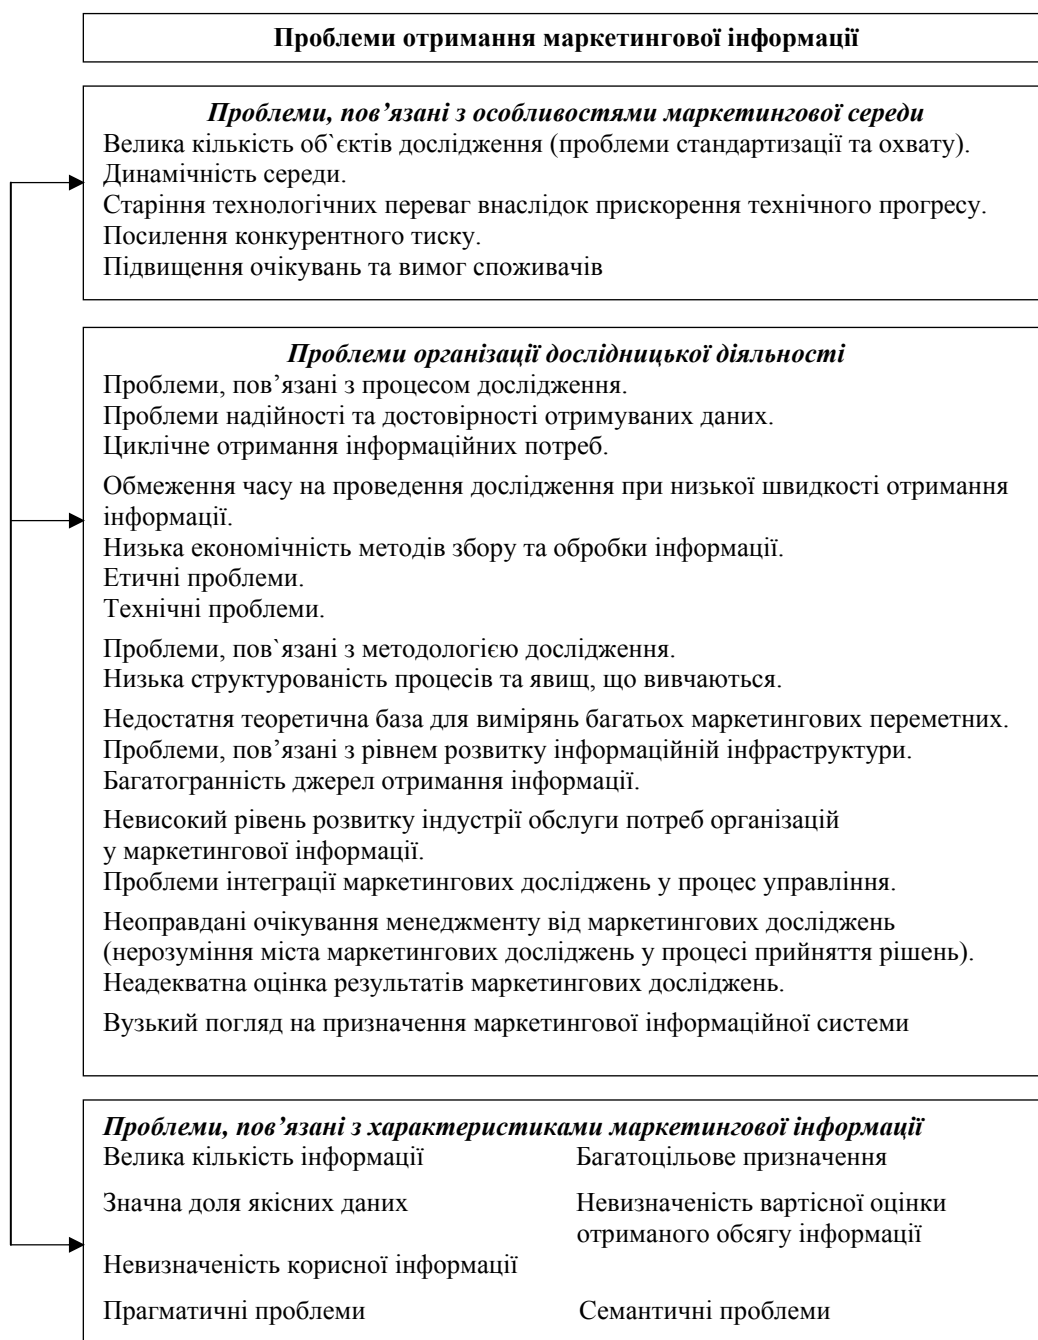 Проблеми отримання маркетингової інформації
Проблеми, пов’язані з особливостями маркетингової середи
Велика кількість об`єктів дослідження (проблеми стандартизації та охвату).
Динамічність середи.
Старіння технологічних переваг внаслідок прискорення технічного прогресу.
Посилення конкурентного тиску.
Підвищення очікувань та вимог споживачів
Проблеми організації дослідницької діяльності
Проблеми, пов’язані з процесом дослідження.
Проблеми надійності та достовірності отримуваних даних.
Циклічне отримання інформаційних потреб.
Обмеження часу на проведення дослідження при низької швидкості отримання
інформації.
Низька економічність методів збору та обробки інформації.
Етичні проблеми.
Технічні проблеми.
Проблеми, пов`язані з методологією дослідження.
Низька структурованість процесів та явищ, що вивчаються.
Недостатня теоретична база для вимірянь багатьох маркетингових переметних.
Проблеми, пов’язані з рівнем розвитку інформаційній інфраструктури.
Багатогранність джерел отримання інформації.
Невисокий рівень розвитку індустрії обслуги потреб організацій
у маркетингової інформації.
Проблеми інтеграції маркетингових досліджень у процес управління.
Неоправдані очікування менеджменту від маркетингових досліджень
(нерозуміння міста маркетингових досліджень у процесі прийняття рішень).
Неадекватна оцінка результатів маркетингових досліджень.
Вузький погляд на призначення маркетингової інформаційної системи
Проблеми, пов’язані з характеристиками маркетингової інформації
Велика кількість інформації Багатоцільове призначення
Значна доля якісних даних Невизначеність вартісної оцінки
отриманого обсягу інформації
Невизначеність корисної інформації
Прагматичні проблеми Семантичні проблеми